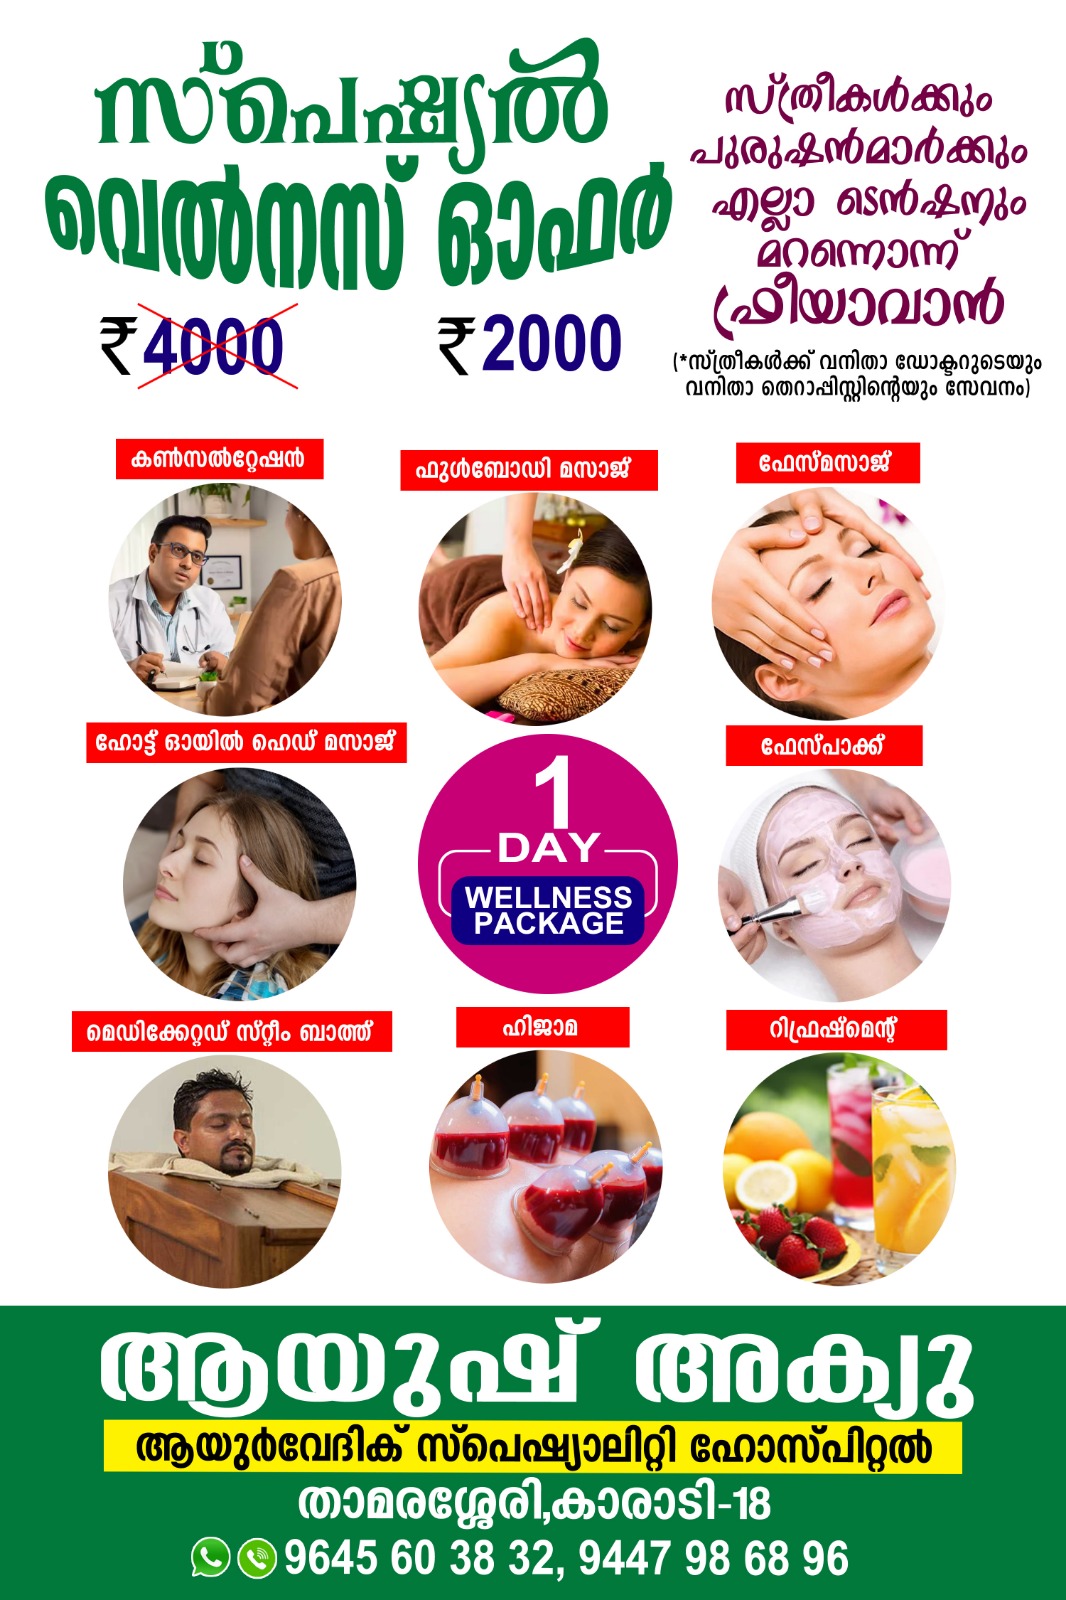 സ്പെഷ്യൽ
വെൽനസ് ഓഫർ
₹4000
₹2000
സ്ത്രീകൾക്കും
പുരുഷൻമാർക്കും
എല്ലാ ടെൻഷനും
മറന്നൊന്ന്
ഫ്രീയാവാൻ
(*സ്ത്രീകൾക്ക് വനിതാ ഡോക്ടറുടെയും
വനിതാ തെറാപ്പിസ്റ്റിന്റെയും സേവനം)
കൺസൽറ്റേഷൻ
ഫുൾബോഡി മസാജ്
ഫേസ്മസാജ്
ഹോട്ട് ഓയിൽ ഹെഡ് മസാജ്
1
DAY
WELLNESS
PACKAGE
ഫേസ്പാക്ക്
മെഡിക്കേറ്റഡ് സ്റ്റീം ബാത്ത്
ഹിജാമ
റിഫ്രഷ്മെന്റ്
ആയുഷ് അക്യു
ആയുർവേദിക് സ്പെഷ്യാലിറ്റി ഹോസ്പിറ്റൽ
താമരശ്ശേരി,കാരാടി-18
9645 60 38 32, 9447 98 68 96